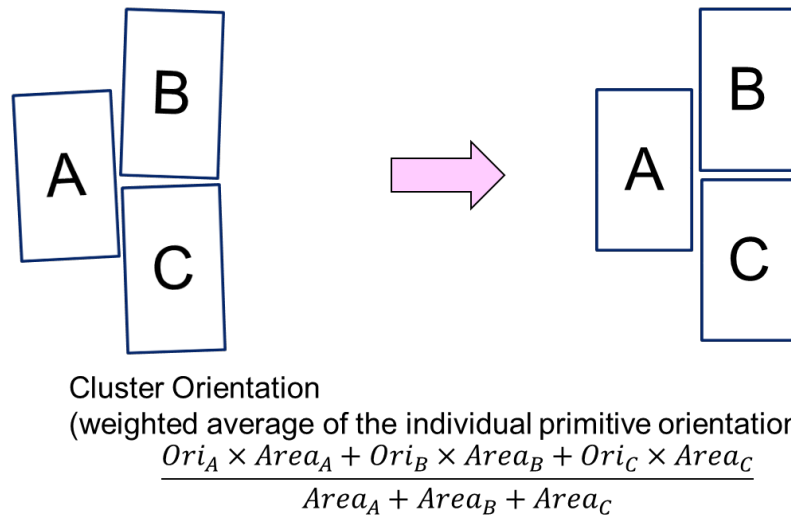 B
A
C
B
A
C
Cluster Orientation
(weighted average of the individual primitive orientation
Ori_A × Area_A + Ori_B × Area_B + Ori_C × Area_C
Area_A + Area_B + Area_C